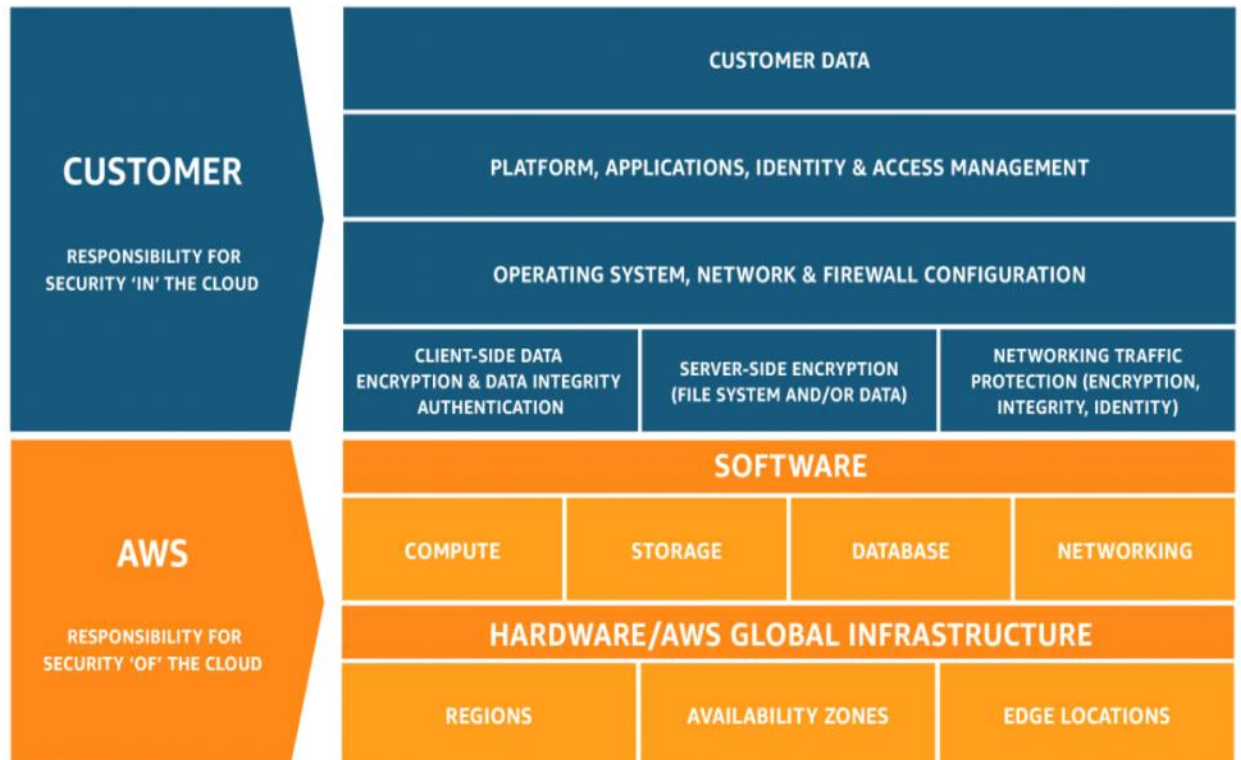 CUSTOMER
RESPONSIBILITY FOR
SECURITY ‘IN’ THE CLOUD
CUSTOMER DATA
PLATFORM, APPLICATIONS, IDENTITY & ACCESS MANAGEMENT
OPERATING SYSTEM, NETWORK & FIREWALL CONFIGURATION
CLIENT-SIDE DATA
ENCRYPTION & DATA INTEGRITY
AUTHENTICATION
SERVER-SIDE ENCRYPTION
(FILE SYSTEM AND/OR DATA)
NETWORKING TRAFFIC
PROTECTION (ENCRYPTION,
INTEGRITY, IDENTITY)
AWS
RESPONSIBILITY FOR
SECURITY ‘OF’ THE CLOUD
SOFTWARE
COMPUTE
STORAGE
DATABASE
NETWORKING
HARDWARE/AWS GLOBAL INFRASTRUCTURE
REGIONS
AVAILABILITY ZONES
EDGE LOCATIONS